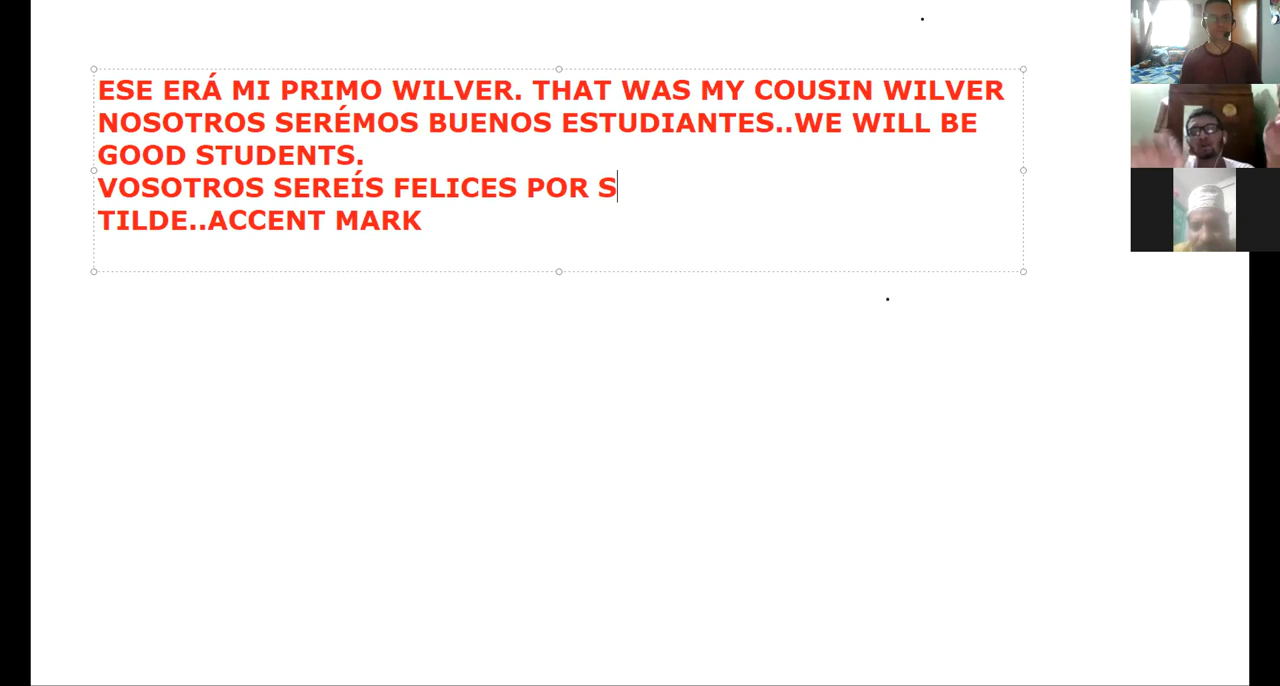 ESE ERÁ MI PRIMO WILVER. THAT WAS MY COUSIN WILVER
NOSOTROS SERÉMOS BUENOS ESTUDIANTES..WE WILL BE
GOOD STUDENTS.
VOSOTROS SEREÍS FELICES POR S
TILDE..ACCENT MARK